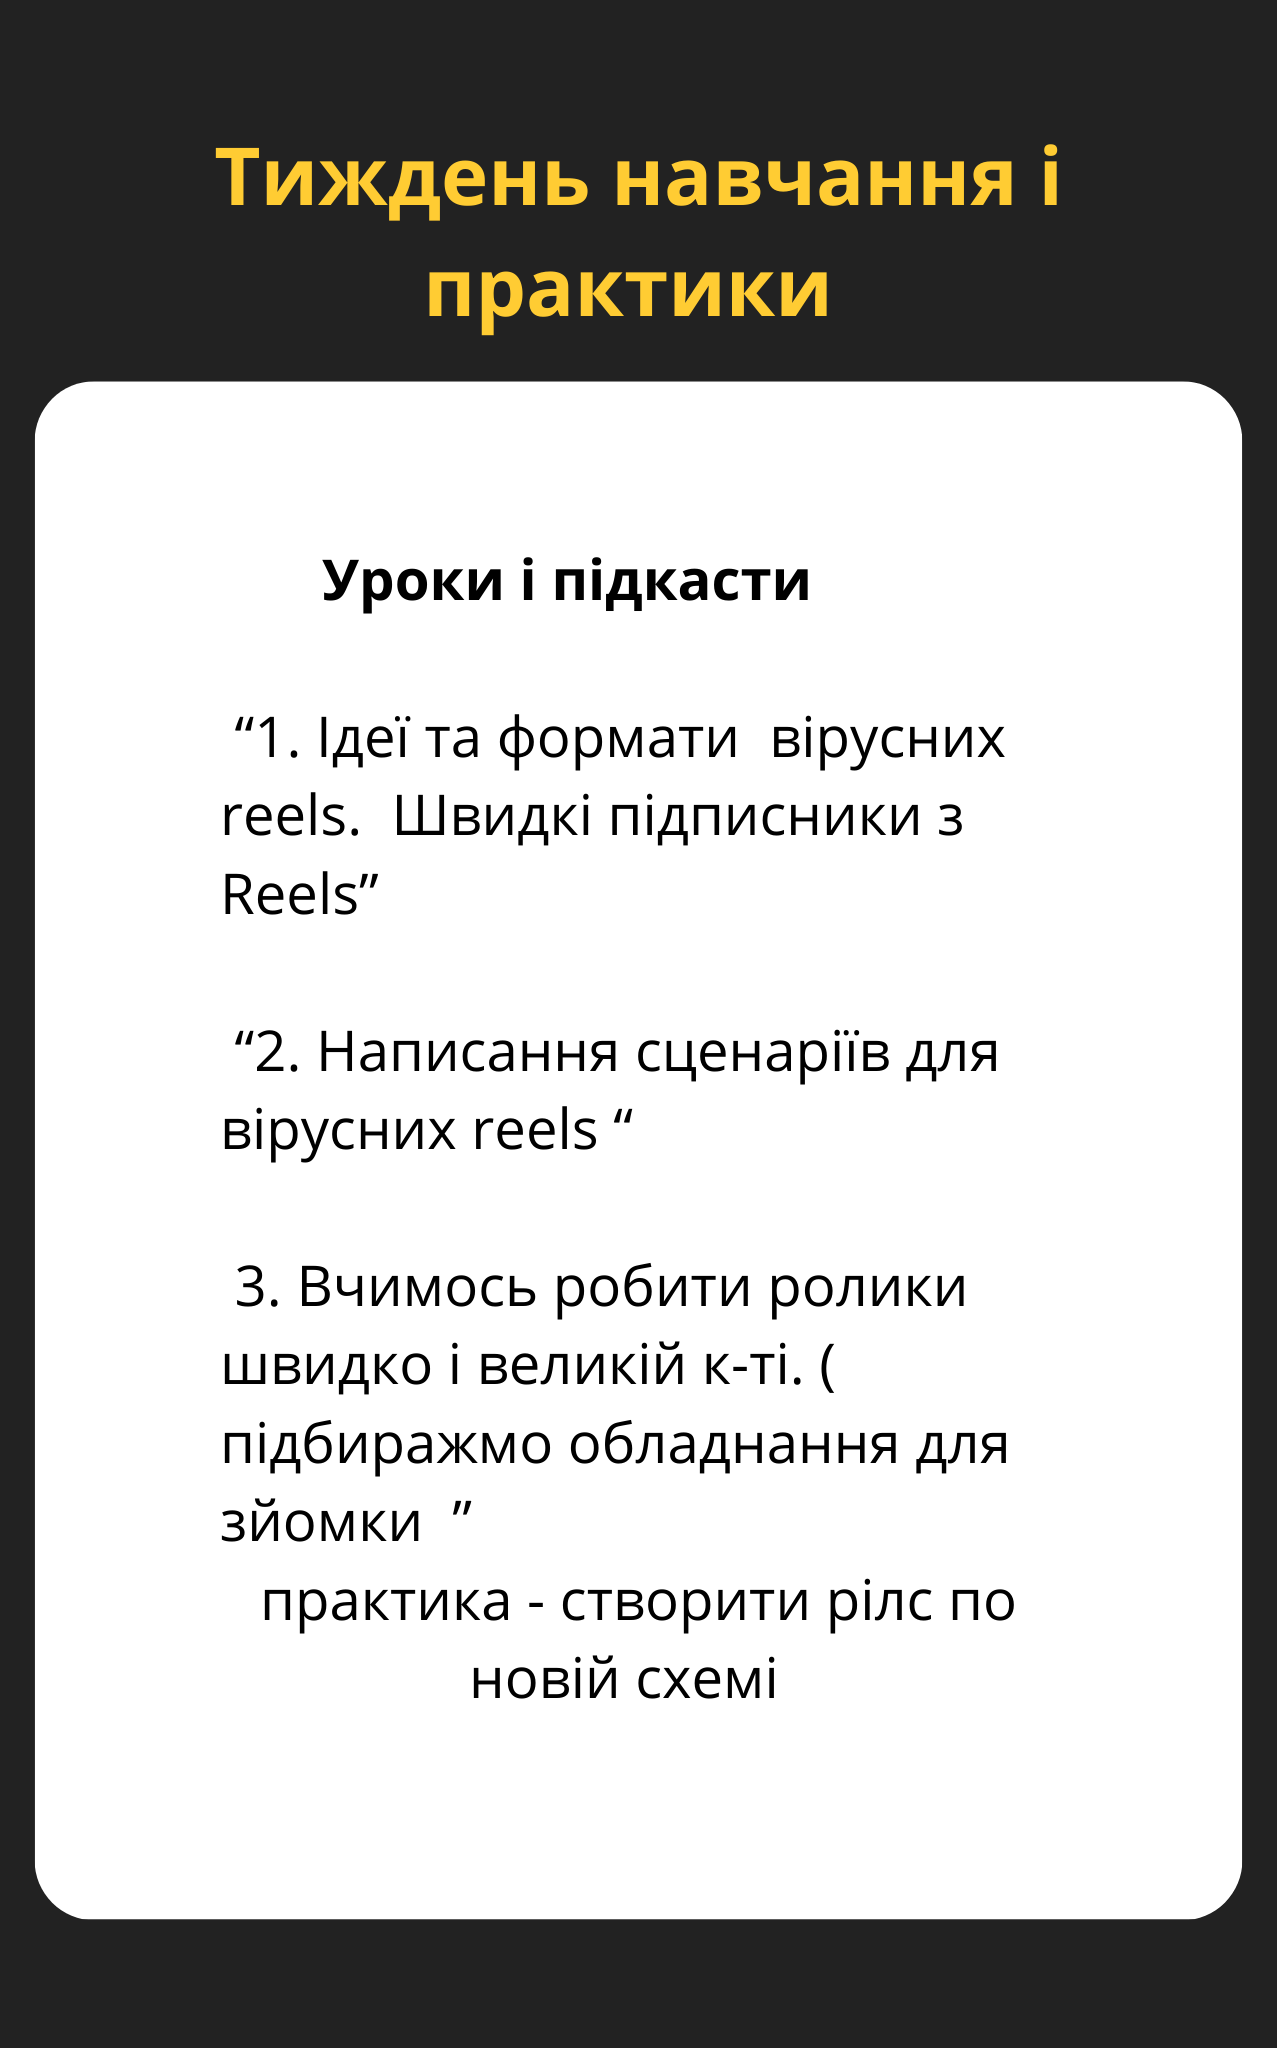 Тиждень навчання і
практики
Уроки і підкасти
“1. Ідеї та формати  вірусних
reels.  Швидкі підписники з
Reels”
“2. Написання сценаріїв для
вірусних reels “
3. Вчимось робити ролики
швидко і великій к-ті. (
підбиражмо обладнання для
зйомки  ”
практика - створити рілс по
новій схемі